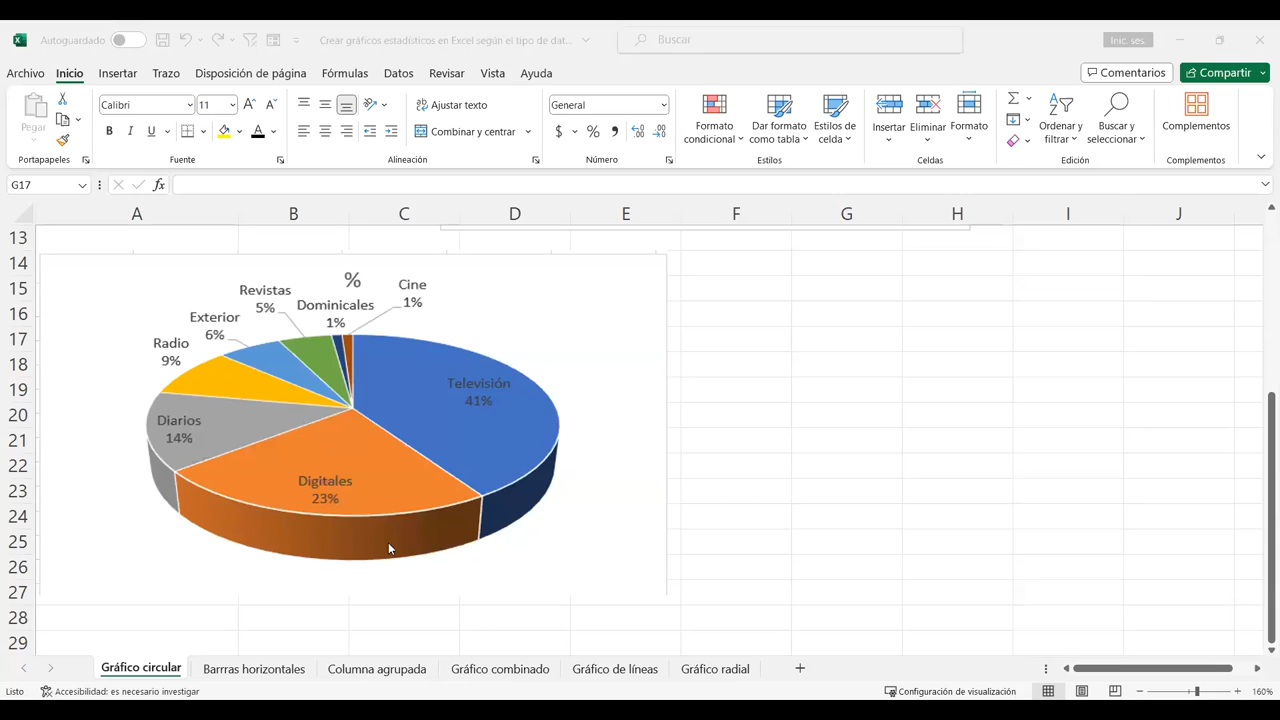 Autoguardado
Crear gráficos estadísticos en Excel según el tipo de dat...
Buscar
Inic. ses.
Archivo Inicio Insertar Trazo Disposición de página Fórmulas Datos Revisar Vista Ayuda Comentarios Compartir
Pegar
Calibri 11
Ajustar texto
General
N K S
Combinar y centrar
$ %
Formato condicional
Dar formato como tabla
Estilos de celda
Insertar
Eliminar
Formato
Ordenar y filtrar
Buscar y seleccionar
Complementos
Portapapeles Fuente Alineación Número Estilos Celdas Edición Complementos
G17 fx
A B C D E F G H I J
13
14
15
16
17
18
19
20
21
22
23
24
25
26
27
28
29
%
Cine
1%
Revistas
5%
Dominicales
1%
Exterior
6%
Radio
9%
Televisión
41%
Diarios
14%
Digitales
23%
Gráfico circular Barrras horizontales Columna agrupada Gráfico combinado Gráfico de líneas Gráfico radial
Listo Accesibilidad: es necesario investigar Configuración de visualización 160%